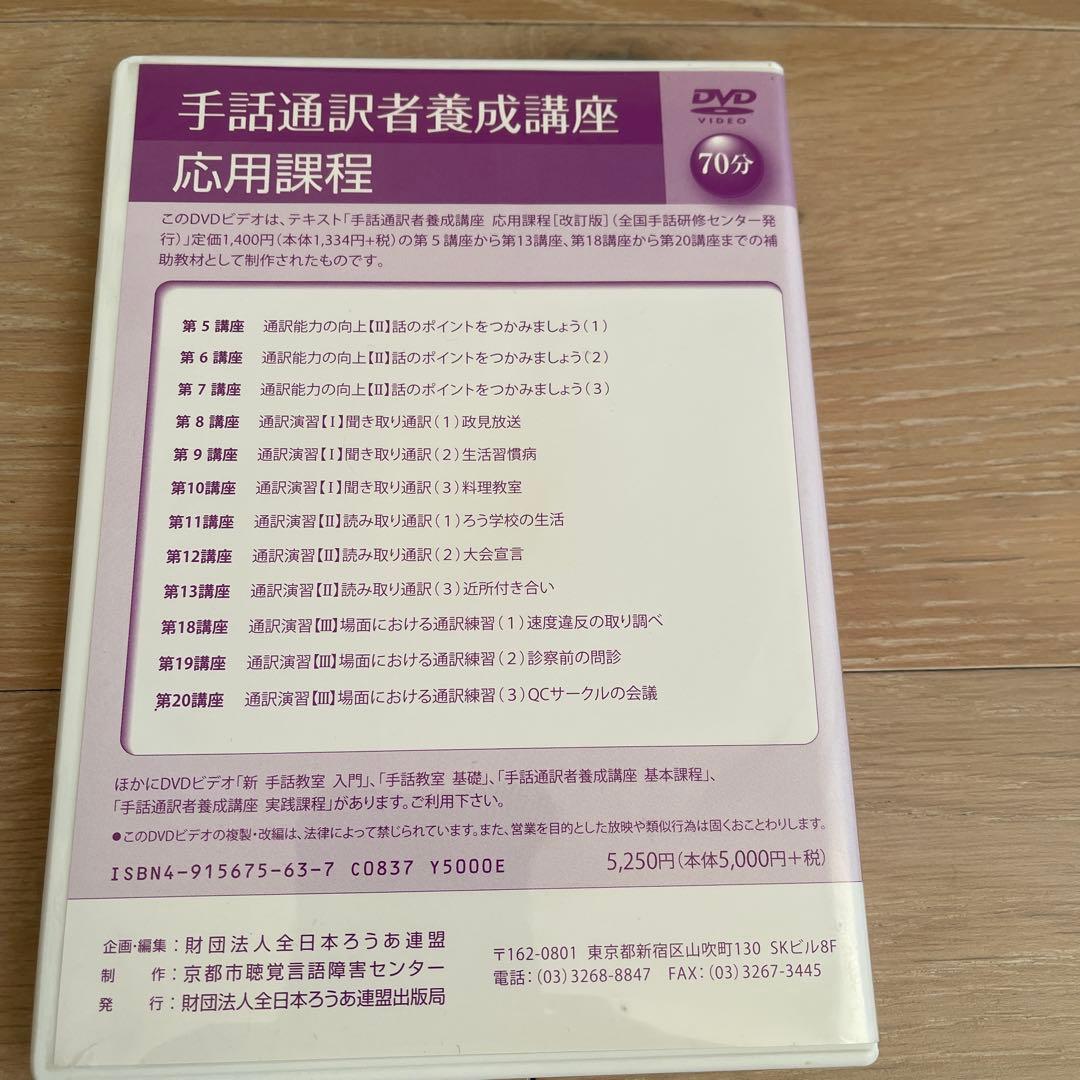 手話通訳者養成講座
応用課程
DVD
VIDEO
70分
このDVDビデオは、テキスト「手話通訳者養成講座 応用課程[改訂版](全国手話研修センター発
行)」定価1,400円(本体1,334円+税)の第5講座から第13講座、第18講座から第20講座までの補
助教材として制作されたものです。
第5講座 通訳能力の向上【Ⅱ】話のポイントをつかみましょう(1)
第6講座 通訳能力の向上【Ⅱ】話のポイントをつかみましょう(2)
第7講座 通訳能力の向上【Ⅱ】話のポイントをつかみましょう(3)
第8講座 通訳演習【Ⅰ】聞き取り通訳(1)政見放送
第9講座 通訳演習【Ⅰ】聞き取り通訳(2)生活習慣病
第10講座 通訳演習【Ⅰ】聞き取り通訳(3)料理教室
第11講座 通訳演習【Ⅱ】読み取り通訳(1)ろう学校の生活
第12講座 通訳演習【Ⅱ】読み取り通訳(2)大会宣言
第13講座 通訳演習【Ⅱ】読み取り通訳(3)近所付き合い
第18講座 通訳演習【Ⅲ】場面における通訳練習(1)速度違反の取り調べ
第19講座 通訳演習【Ⅲ】場面における通訳練習(2)診察前の問診
第20講座 通訳演習【Ⅲ】場面における通訳練習(3)QCサークルの会議
ほかにDVDビデオ「新 手話教室 入門」、「手話教室 基礎」、「手話通訳者養成講座 基本課程」、
「手話通訳者養成講座 実践課程」があります。ご利用下さい。
●このDVDビデオの複製・改編は、法律によって禁じられています。また、営業を目的とした放映や類似行為は固くおことわりします。
ISBN4-915675-63-7 C0837 Y5000E
5,250円(本体5,000円+税)
企画・編集：財団法人全日本ろうあ連盟
制 作：京都市聴覚言語障害センター
発 行：財団法人全日本ろうあ連盟出版局
〒162-0801 東京都新宿区山吹町130 SKビル8F
電話：(03)3268-8847 FAX：(03)3267-3445